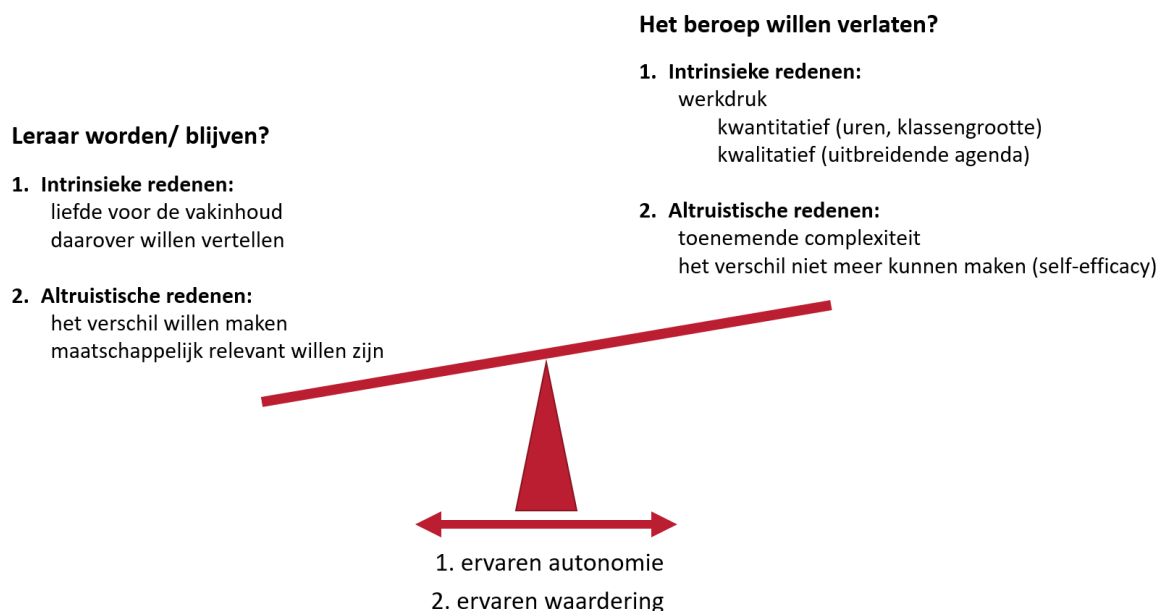 Leraar worden/ blijven?
1. Intrinsieke redenen:
liefde voor de vakinhoud
daarover willen vertellen
2. Altruistische redenen:
het verschil willen maken
maatschappelijk relevant willen zijn
Het beroep willen verlaten?
1. Intrinsieke redenen:
werkdruk
kwantitatief (uren, klassengrootte)
kwalitatief (uitbreidende agenda)
2. Altruistische redenen:
toenemende complexiteit
het verschil niet meer kunnen maken (self-efficacy)
1. ervaren autonomie
2. ervaren waardering